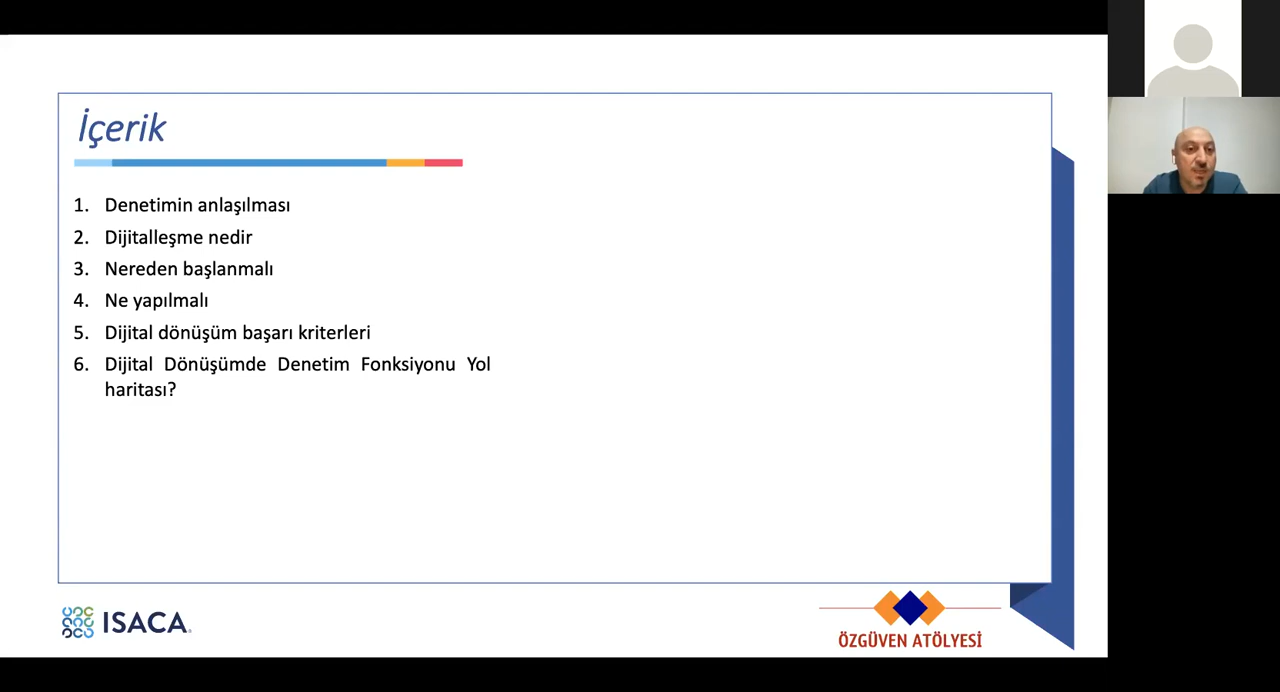 İçerik
1. Denetimin anlaşılması
2. Dijitalleşme nedir
3. Nereden başlanmalı
4. Ne yapılmalı
5. Dijital dönüşüm başarı kriterleri
6. Dijital Dönüşümde Denetim Fonksiyonu Yol
haritası?
ISACA
ÖZGÜVEN ATÖLYESİ